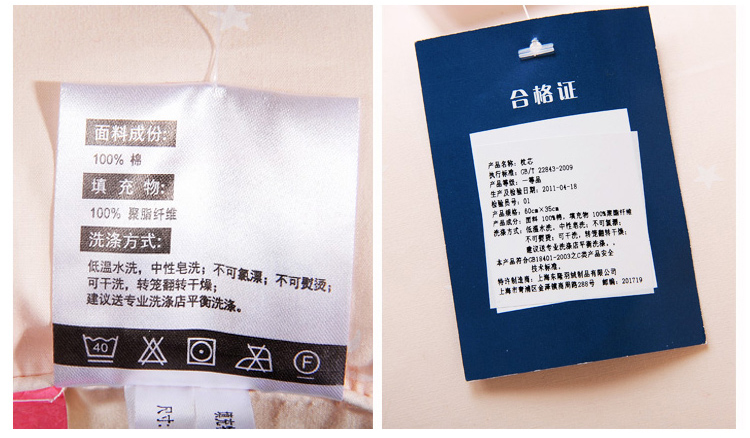 面料成份:
100% 棉
填 充 物:
100% 聚脂纤维
洗涤方式:
低温水洗, 中性皂洗; 不可氯漂; 不可熨烫;
可干洗, 转笼翻转干燥;
建议送专业洗涤店平衡洗涤。
40
F
尺寸:
填充物
合格证
产品名称: 枕芯
执行标准: GB/T 22843-2009
产品等级: 一等品
生产及检验日期: 2011-04-18
检验员号: 01
产品规格: 60cm×35cm
产品成分: 面料 100%棉, 填充物 100%聚脂纤维
洗涤方式: 低温水洗, 中性皂洗; 不可氯漂;
不可熨烫; 可干洗, 转笼翻转干燥;
建议送专业洗涤店平衡洗涤, 。
本产品符合GB18401-2003之C类产品安全
技术标准。
特许制造商: 上海东隆羽绒制品有限公司
上海市青浦区金泽镇商周路288号 邮编: 201719